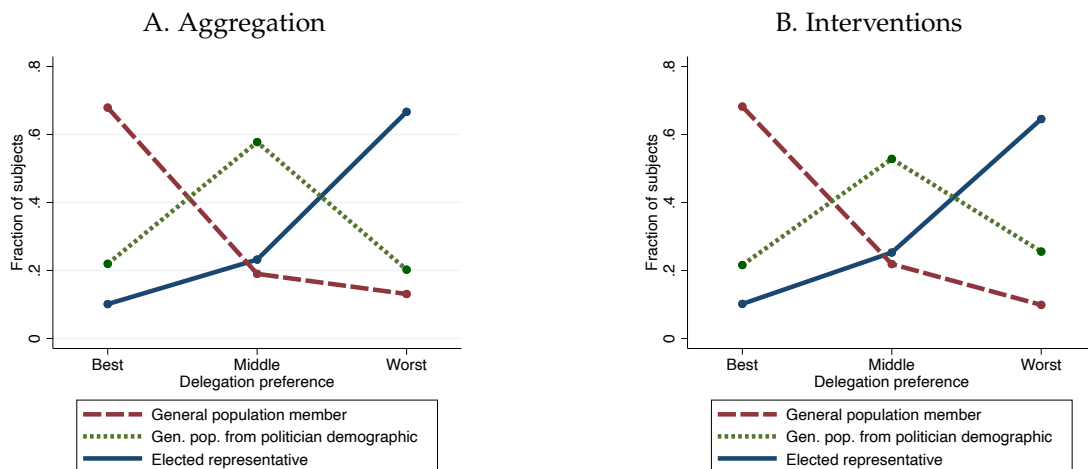 A. Aggregation
Fraction of subjects
.8
.6
.4
.2
0
Best Middle Worst
Delegation preference
General population member
Gen. pop. from politician demographic
Elected representative
B. Interventions
Fraction of subjects
.8
.6
.4
.2
0
Best Middle Worst
Delegation preference
General population member
Gen. pop. from politician demographic
Elected representative